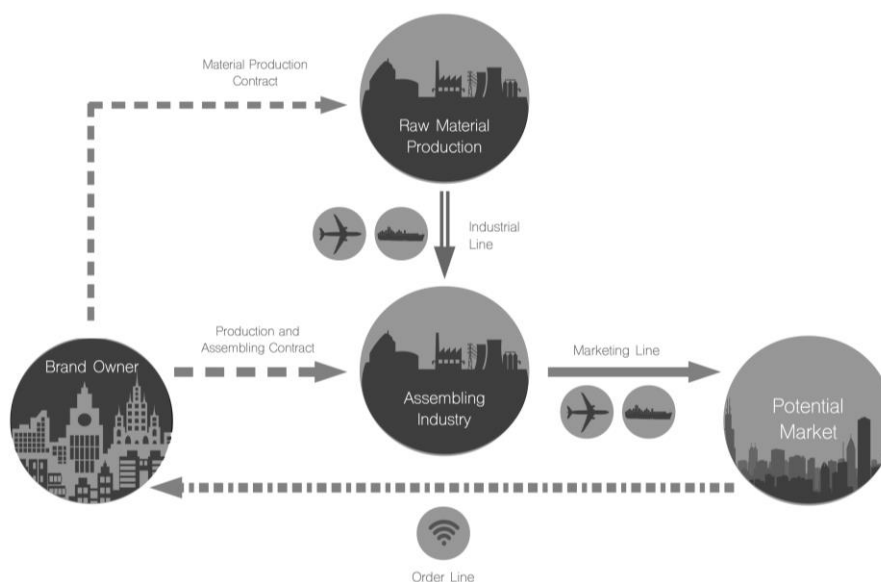 Material Production
Contract
Raw Material
Production
Industrial
Line
Production and
Assembling Contract
Brand Owner
Assembling
Industry
Marketing Line
Potential
Market
Order Line